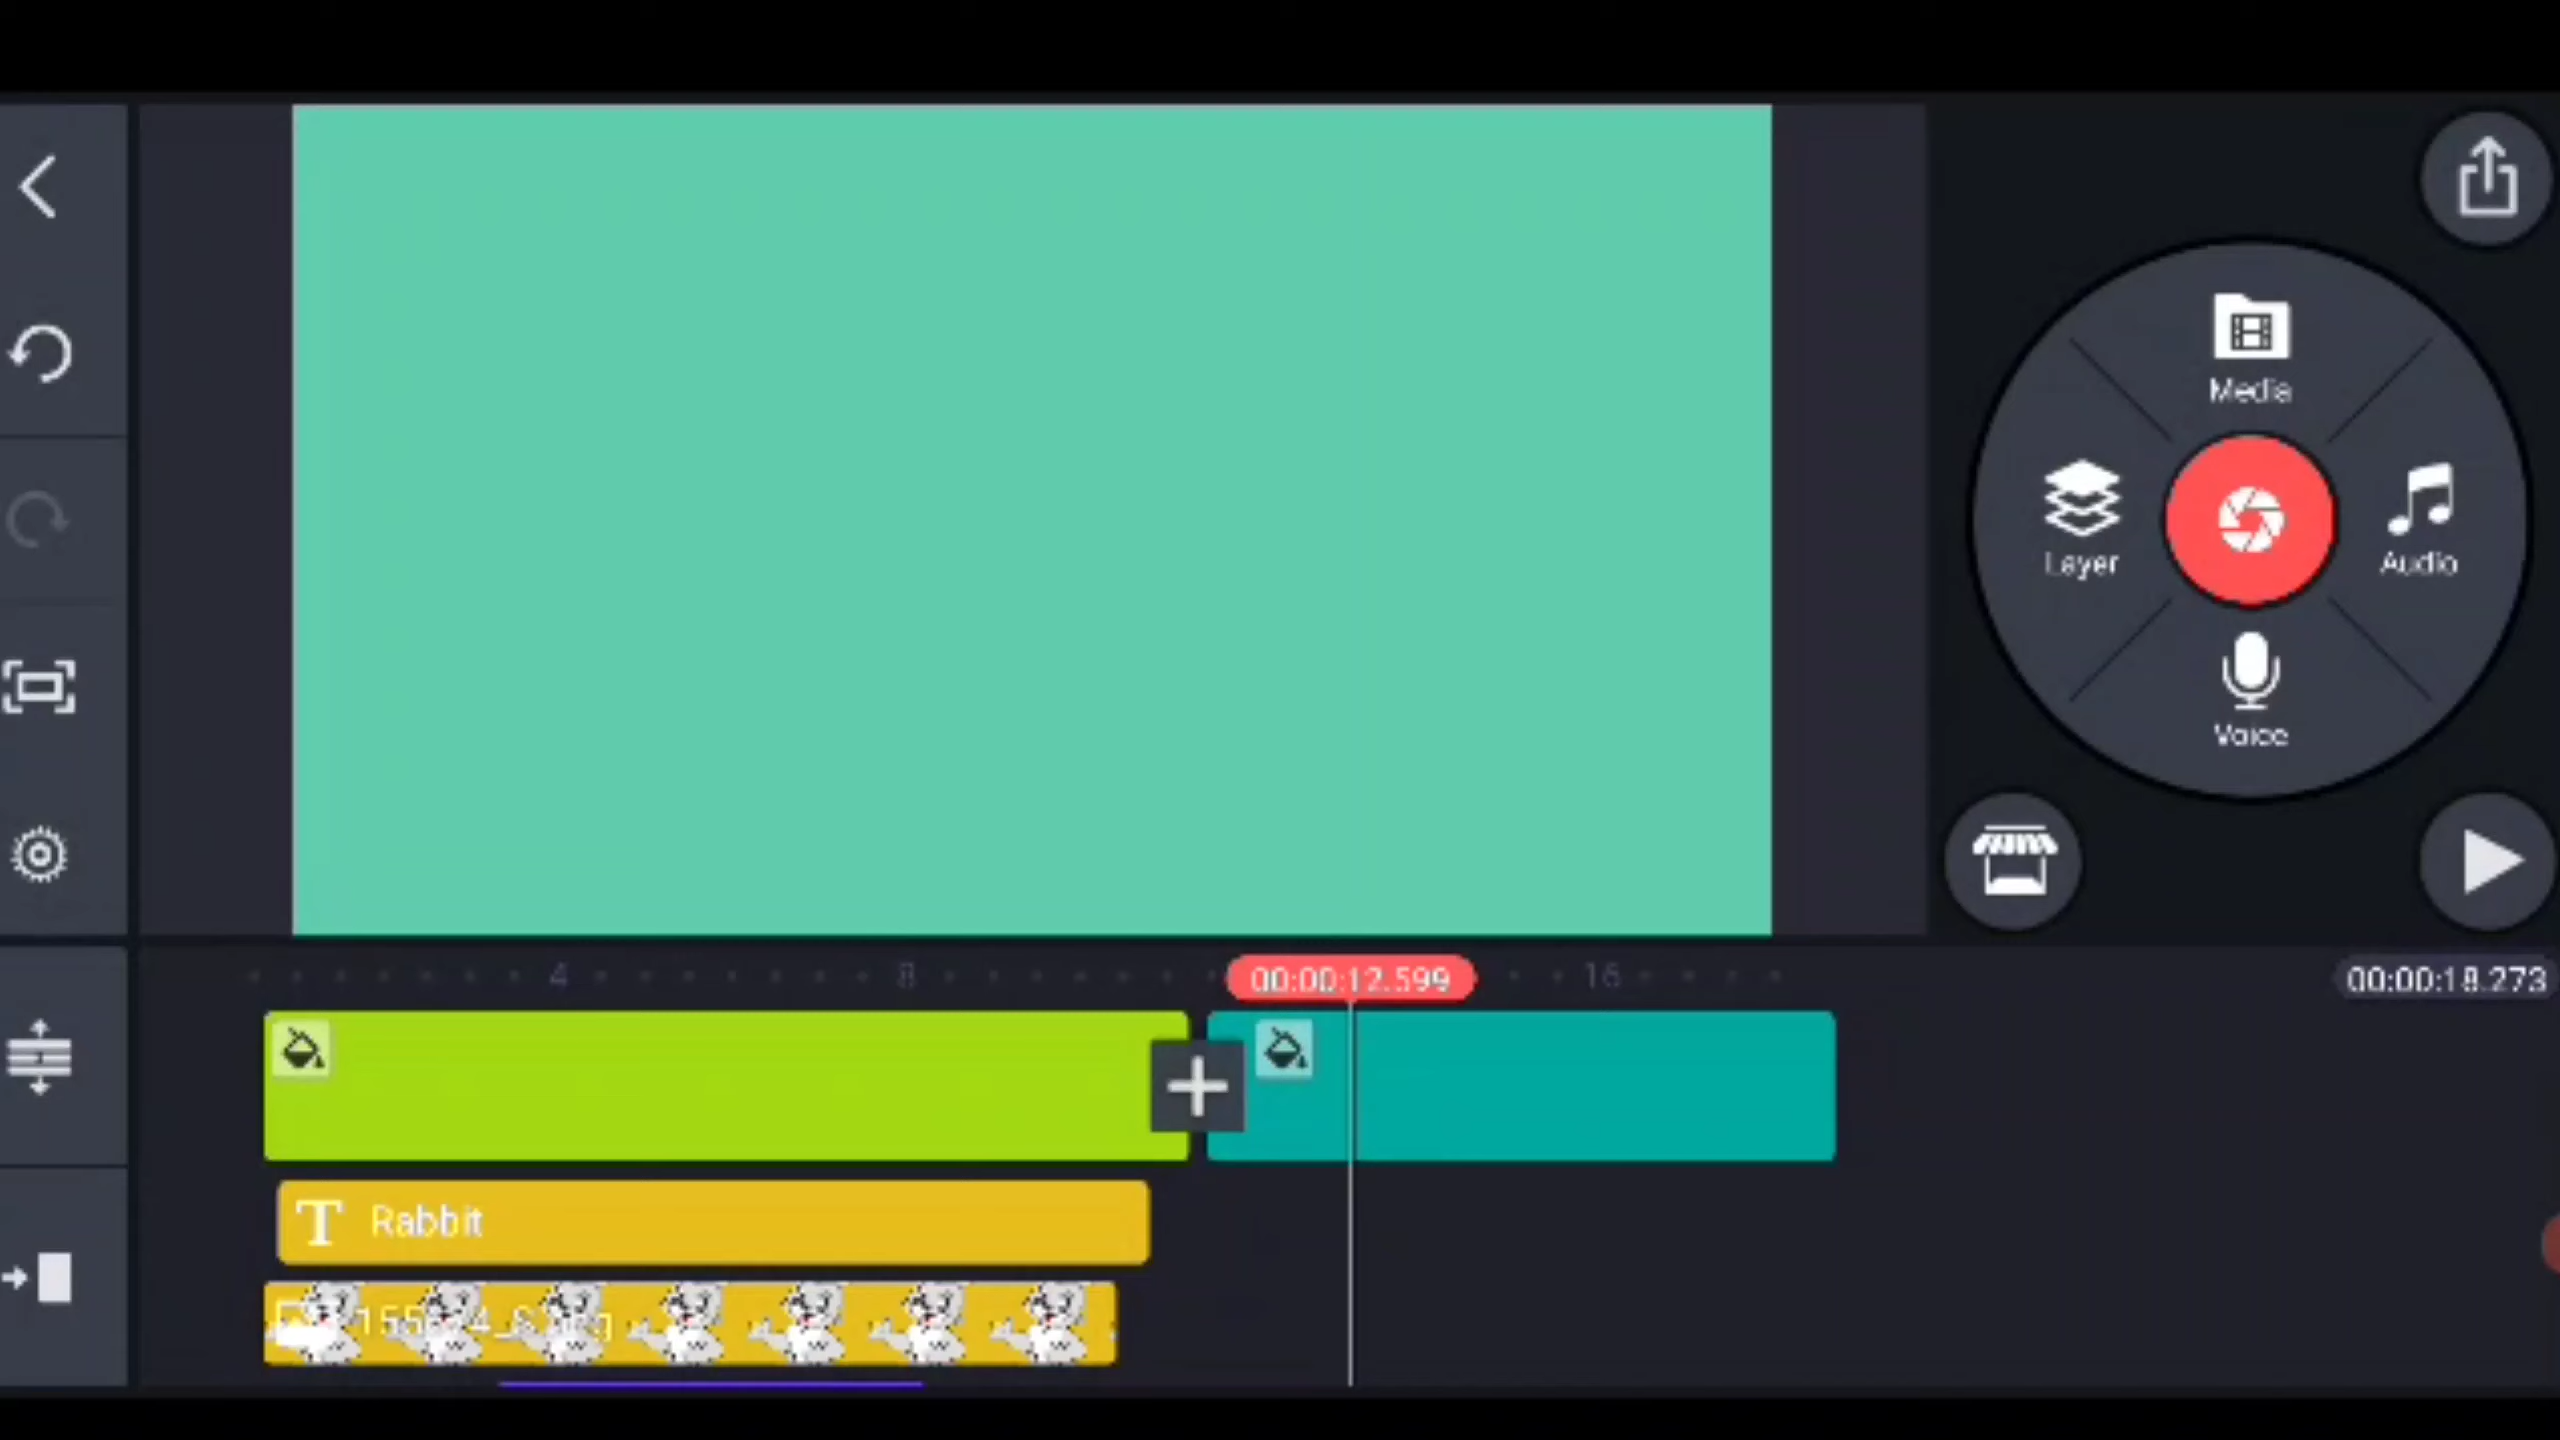 Media
Layer
Audio
Voice
4
8
00:00:12.599
16
00:00:18.273
T Rabbit